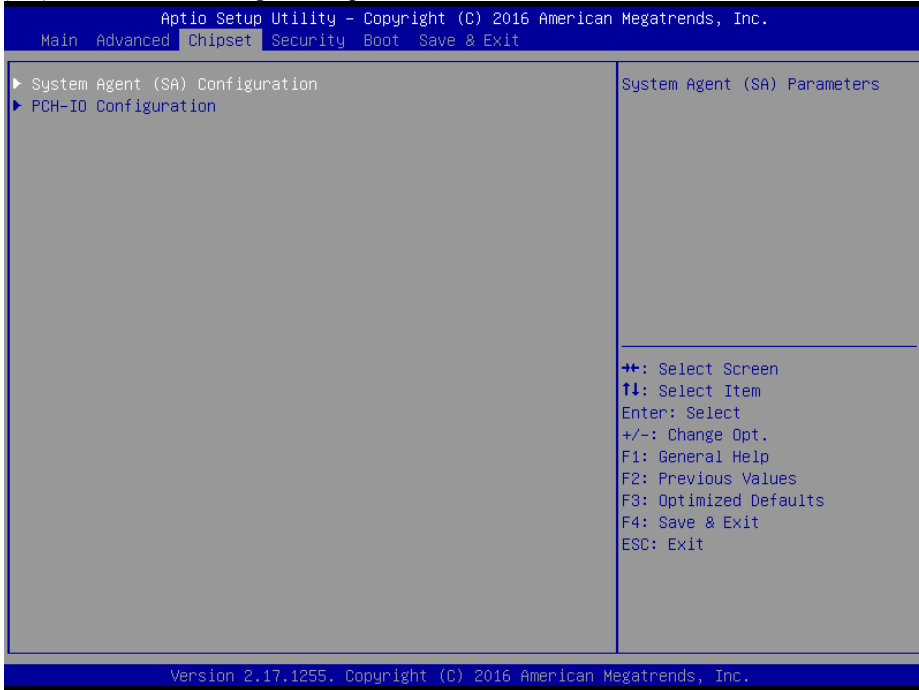 Aptio Setup Utility – Copyright (C) 2016 American Megatrends, Inc.
Main Advanced Chipset Security Boot Save & Exit
System Agent (SA) Configuration
PCH-IO Configuration
System Agent (SA) Parameters
→←: Select Screen
↑↓: Select Item
Enter: Select
+/-: Change Opt.
F1: General Help
F2: Previous Values
F3: Optimized Defaults
F4: Save & Exit
ESC: Exit
Version 2.17.1255. Copyright (C) 2016 American Megatrends, Inc.